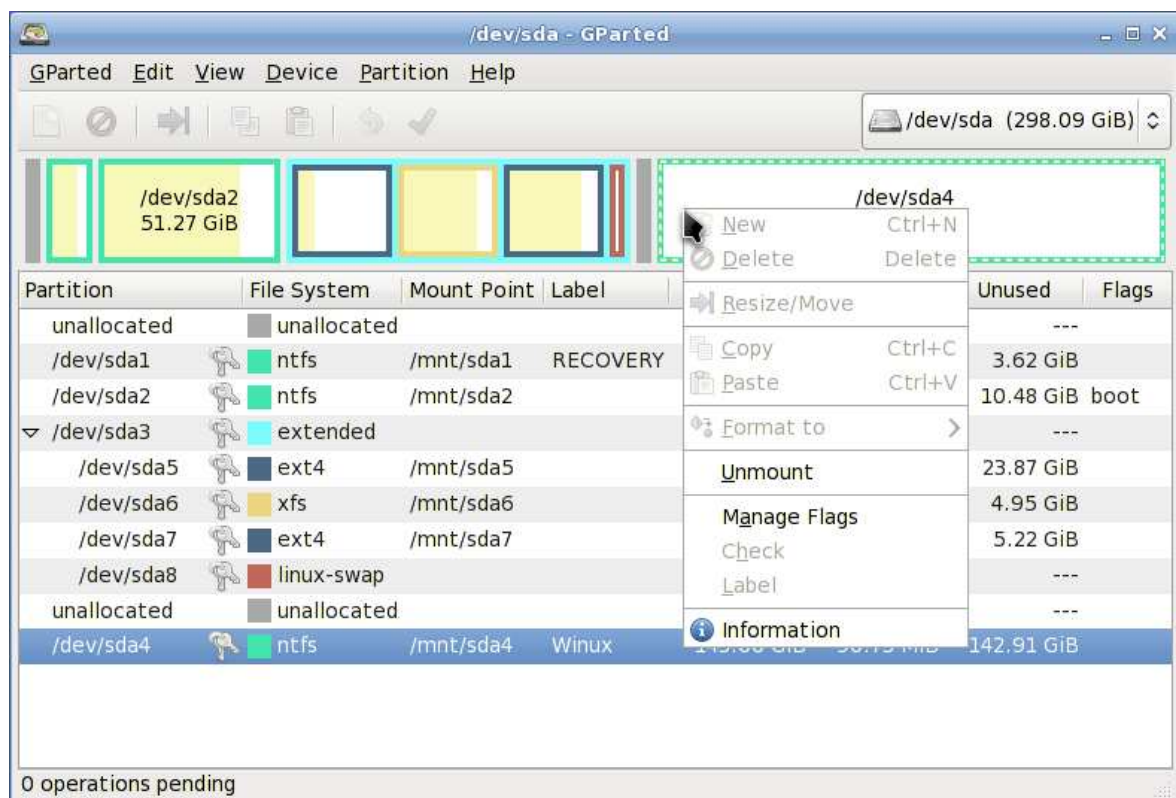 /dev/sda - GParted
GParted Edit View Device Partition Help
/dev/sda (298.09 GiB)
/dev/sda2
51.27 GiB
/dev/sda4
New Ctrl+N
Delete Delete
Resize/Move
Copy Ctrl+C
Paste Ctrl+V
Format to
Unmount
Manage Flags
Check
Label
Information
Partition File System Mount Point Label Unused Flags
unallocated unallocated ---
/dev/sda1 ntfs /mnt/sda1 RECOVERY 3.62 GiB
/dev/sda2 ntfs /mnt/sda2 10.48 GiB boot
/dev/sda3 extended ---
/dev/sda5 ext4 /mnt/sda5 23.87 GiB
/dev/sda6 xfs /mnt/sda6 4.95 GiB
/dev/sda7 ext4 /mnt/sda7 5.22 GiB
/dev/sda8 linux-swap ---
unallocated unallocated ---
/dev/sda4 ntfs /mnt/sda4 Winux 142.91 GiB
0 operations pending